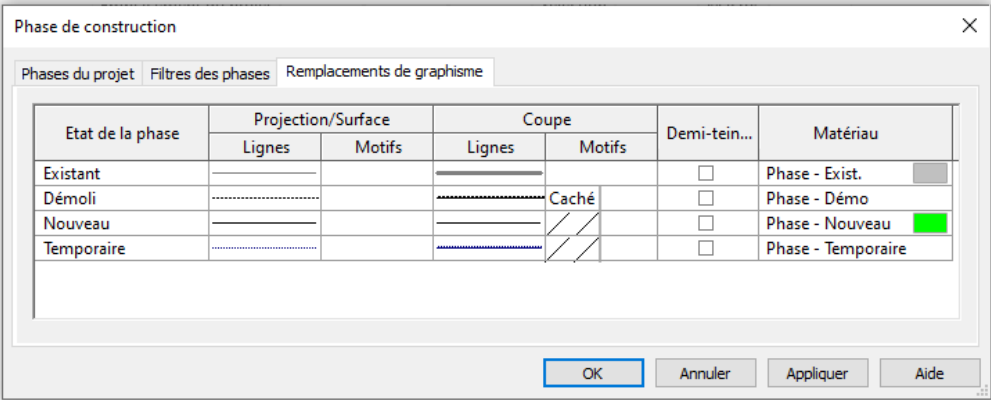 Phase de construction
Phases du projet Filtres des phases Remplacements de graphisme
Etat de la phase Projection/Surface Coupe Demi-tein... Matériau
Lignes Motifs Lignes Motifs
Existant Phase - Exist.
Démoli Caché Phase - Démo
Nouveau Phase - Nouveau
Temporaire Phase - Temporaire
OK Annuler Appliquer Aide